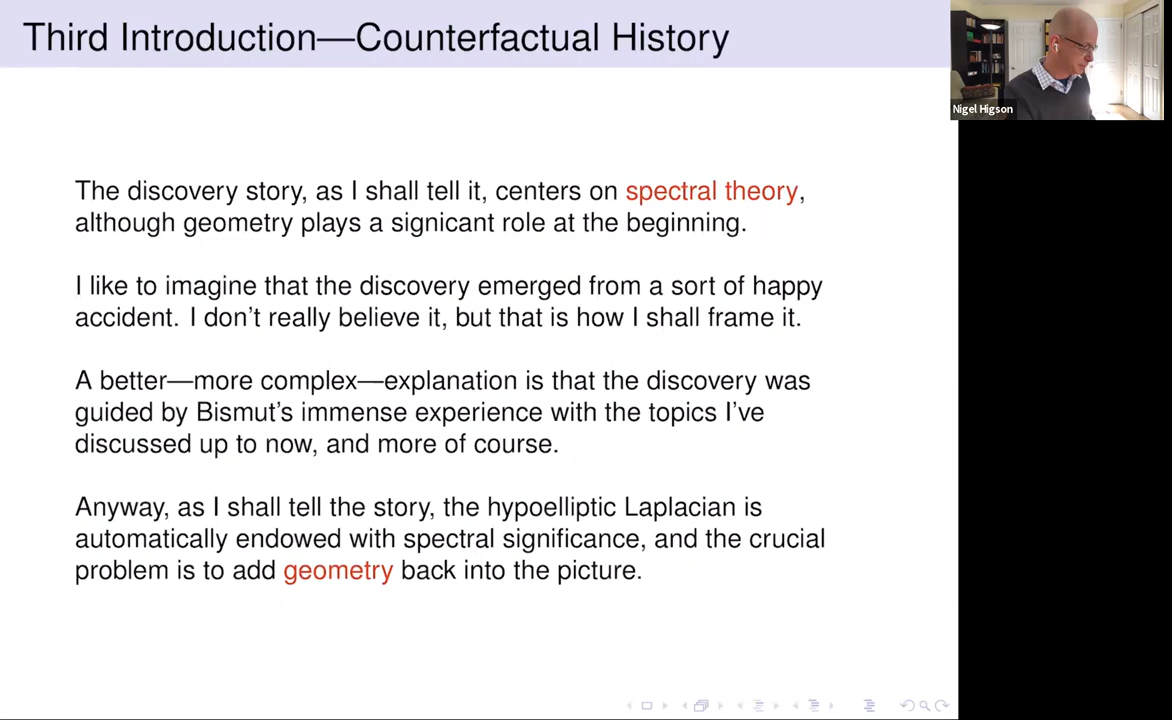 Third Introduction—Counterfactual History
Nigel Higson
The discovery story, as I shall tell it, centers on spectral theory,
although geometry plays a signicant role at the beginning.
I like to imagine that the discovery emerged from a sort of happy
accident. I don't really believe it, but that is how I shall frame it.
A better—more complex—explanation is that the discovery was
guided by Bismut's immense experience with the topics I've
discussed up to now, and more of course.
Anyway, as I shall tell the story, the hypoelliptic Laplacian is
automatically endowed with spectral significance, and the crucial
problem is to add geometry back into the picture.